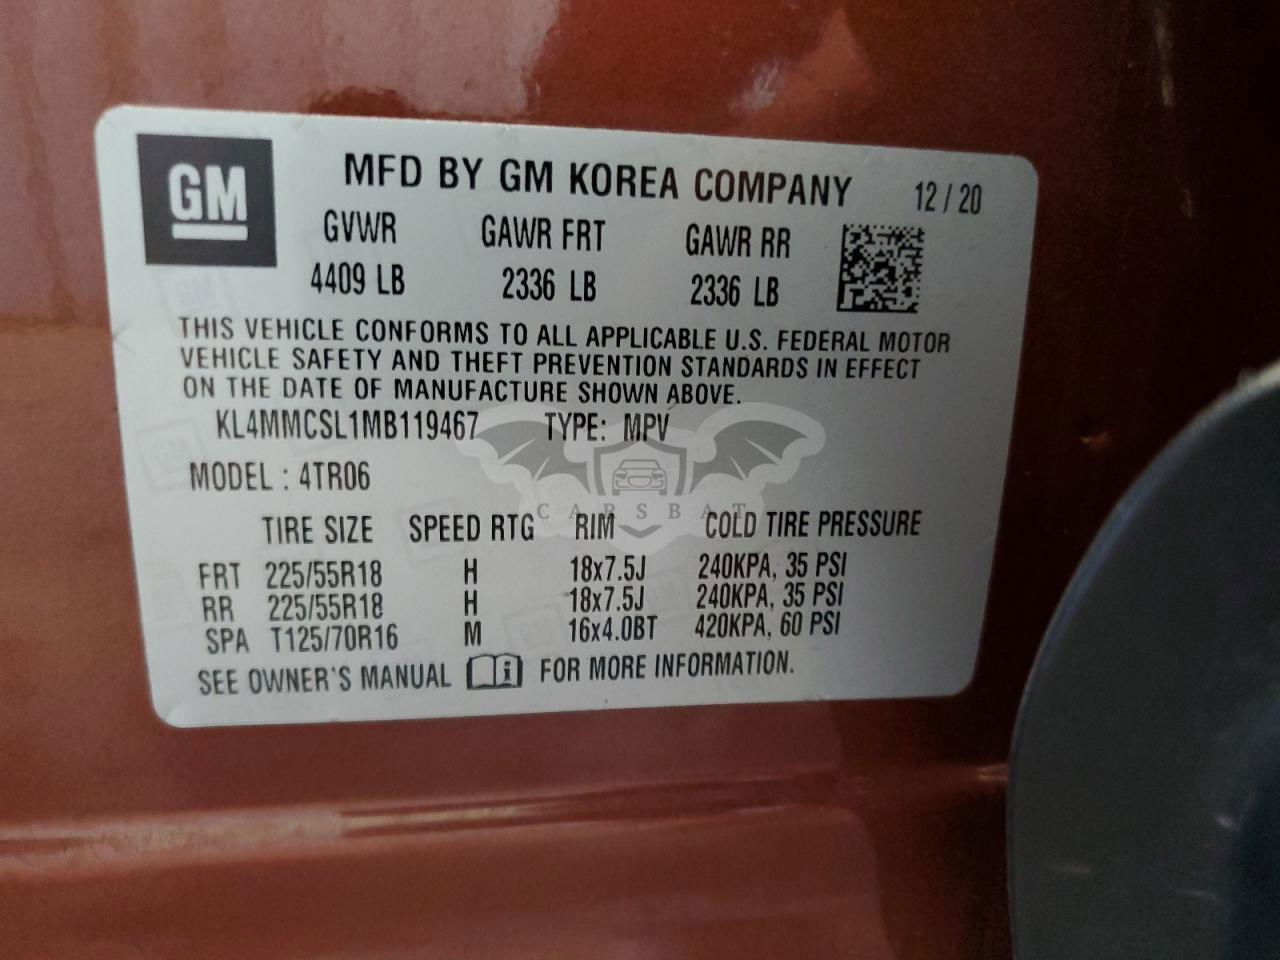 GM
MFD BY GM KOREA COMPANY 12 / 20
GVWR GAWR FRT GAWR RR
4409 LB 2336 LB 2336 LB
THIS VEHICLE CONFORMS TO ALL APPLICABLE U.S. FEDERAL MOTOR
VEHICLE SAFETY AND THEFT PREVENTION STANDARDS IN EFFECT
ON THE DATE OF MANUFACTURE SHOWN ABOVE.
KL4MMCSL1MB119467 TYPE: MPV
MODEL : 4TR06
CARSBAT
TIRE SIZE SPEED RTG RIM COLD TIRE PRESSURE
FRT 225/55R18 H 18x7.5J 240KPA, 35 PSI
RR 225/55R18 H 18x7.5J 240KPA, 35 PSI
SPA T125/70R16 M 16x4.0BT 420KPA, 60 PSI
SEE OWNER'S MANUAL i FOR MORE INFORMATION.